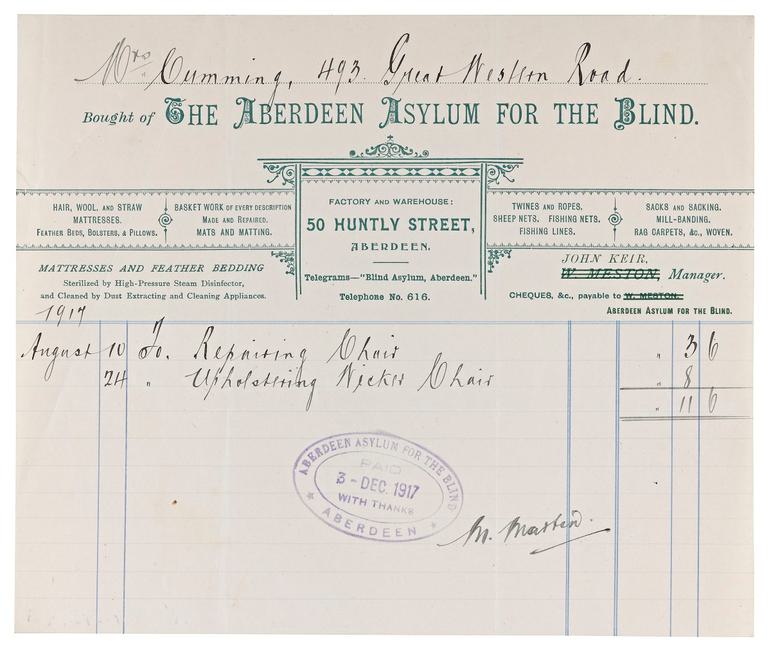 Mrs Cumming, 493 Great Western Road.
Bought of THE ABERDEEN ASYLUM FOR THE BLIND.
HAIR, WOOL, AND STRAW
MATTRESSES.
FEATHER BEDS, BOLSTERS, & PILLOWS.
BASKET WORK OF EVERY DESCRIPTION
MADE AND REPAIRED.
MATS AND MATTING.
FACTORY AND WAREHOUSE:
50 HUNTLY STREET,
ABERDEEN.
Telegrams—"Blind Asylum, Aberdeen."
Telephone No. 616.
TWINES AND ROPES.
SHEEP NETS. FISHING NETS.
FISHING LINES.
SACKS AND SACKING.
MILL-BANDING.
RAG CARPETS, &c., WOVEN.
MATTRESSES AND FEATHER BEDDING
Sterilized by High-Pressure Steam Disinfector,
and Cleaned by Dust Extracting and Cleaning Appliances.
JOHN KEIR,
W. MESTON, Manager.
CHEQUES, &c., payable to W. MESTON.
ABERDEEN ASYLUM FOR THE BLIND.
1917
August 10 To. Repairing Chair " 3 6
24 " Upholstering Wicker Chair " 8
" 11 6
ABERDEEN ASYLUM FOR THE BLIND
PAID
3 - DEC. 1917
WITH THANKS
ABERDEEN